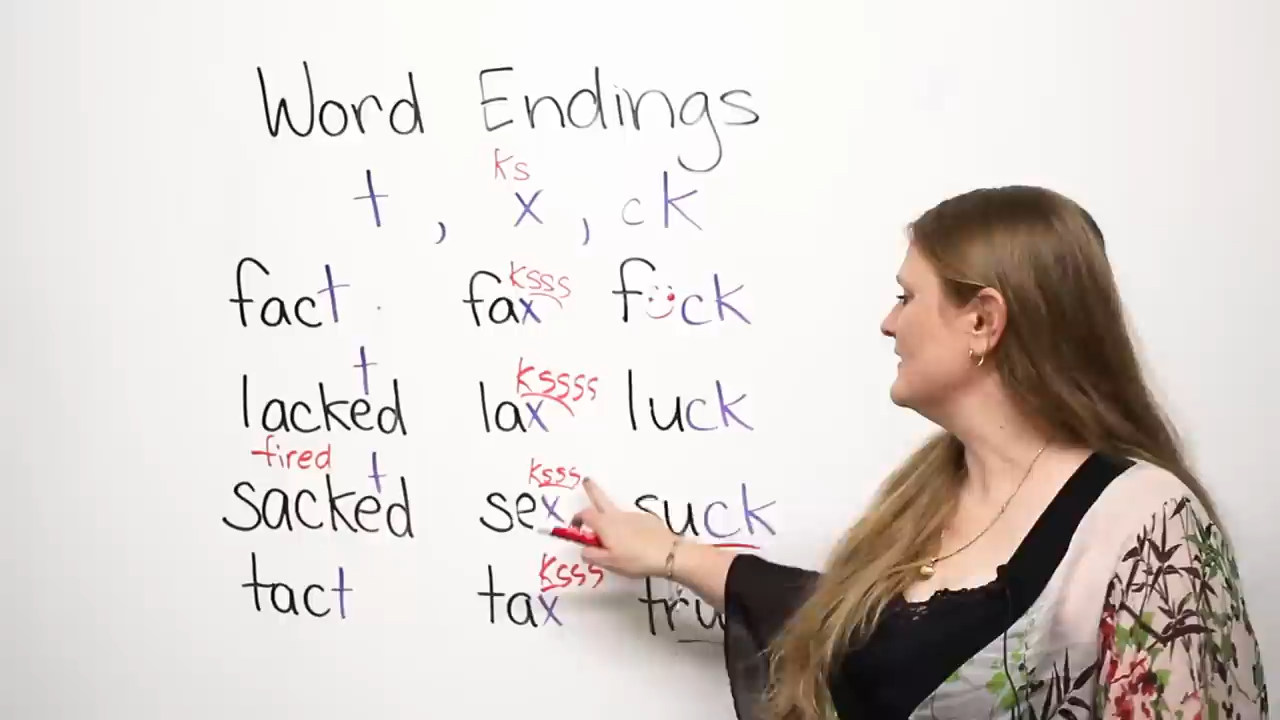 Word Endings
ks
t , x , ck
ksss
fact fax f ck
t kssss
lacked lax luck
fired t ksss
sacked sex suck
ksss
tact tax